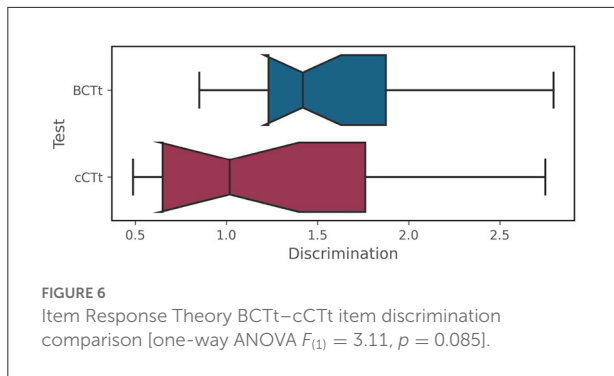 BCTt
cCTt
Test
0.5 1.0 1.5 2.0 2.5
Discrimination
FIGURE 6
Item Response Theory BCTt–cCTt item discrimination
comparison [one-way ANOVA F(1) = 3.11, p = 0.085].